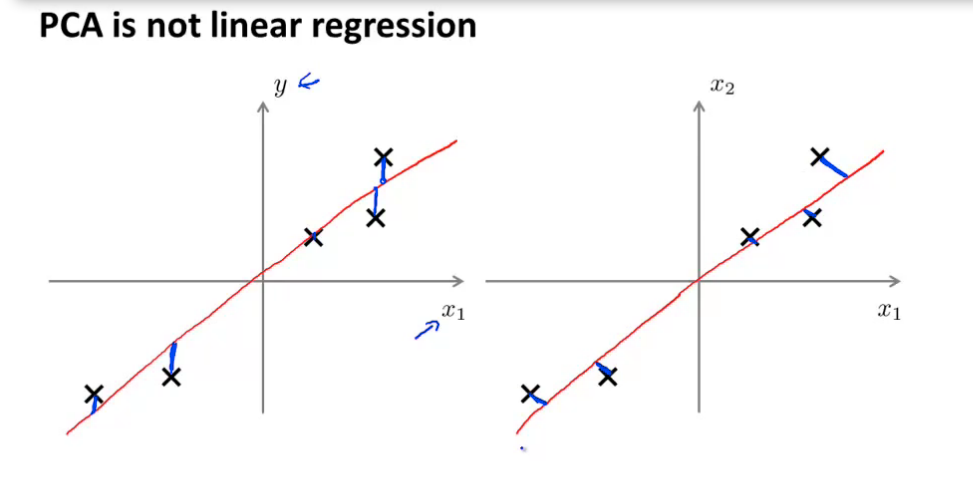 PCA is not linear regression
y
x₂
x₁
x₁